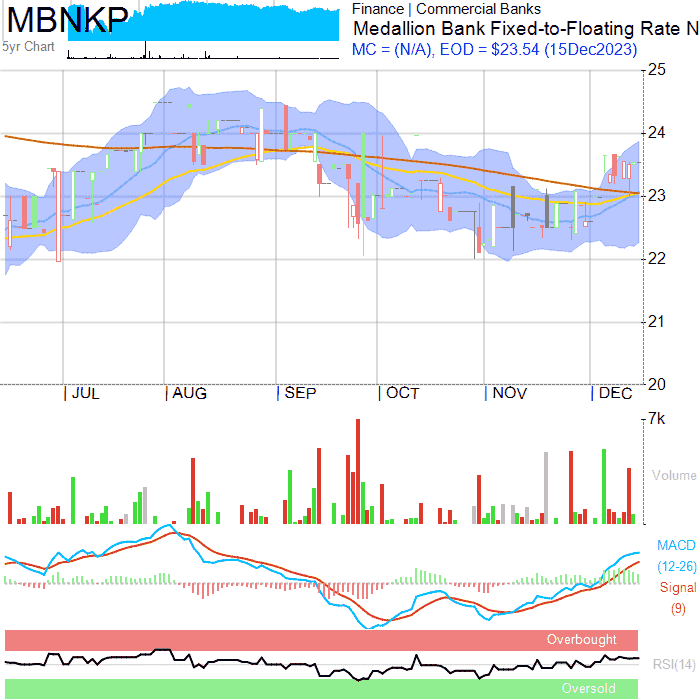 MBNKP
5yr Chart
Finance | Commercial Banks
Medallion Bank Fixed-to-Floating Rate N
MC = (N/A), EOD = $23.54 (15Dec2023)
25
24
23
22
21
20
JUL AUG SEP OCT NOV DEC
7k
Volume
MACD
(12-26)
Signal
(9)
Overbought
RSI(14)
Oversold